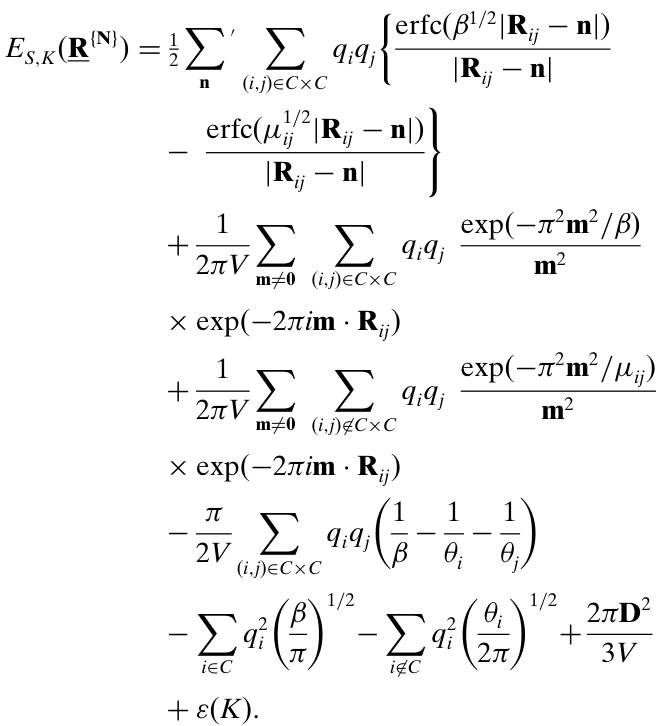 $E_{S,K}(\underline{\mathbf{R}}^{\{\mathbf{N}\}}) = \frac{1}{2} \sum_{\mathbf{n}}{}' \sum_{(i,j)\in C\times C} q_i q_j \left\{ \frac{\mathrm{erfc}(\beta^{1/2}|\mathbf{R}_{ij} - \mathbf{n}|)}{|\mathbf{R}_{ij} - \mathbf{n}|} \right.$
$\left. - \frac{\mathrm{erfc}(\mu_{ij}^{1/2}|\mathbf{R}_{ij} - \mathbf{n}|)}{|\mathbf{R}_{ij} - \mathbf{n}|} \right\}$
$+ \frac{1}{2\pi V} \sum_{\mathbf{m}\neq\mathbf{0}} \sum_{(i,j)\in C\times C} q_i q_j \frac{\exp(-\pi^2\mathbf{m}^2/\beta)}{\mathbf{m}^2}$
$\times \exp(-2\pi i\mathbf{m} \cdot \mathbf{R}_{ij})$
$+ \frac{1}{2\pi V} \sum_{\mathbf{m}\neq\mathbf{0}} \sum_{(i,j)\notin C\times C} q_i q_j \frac{\exp(-\pi^2\mathbf{m}^2/\mu_{ij})}{\mathbf{m}^2}$
$\times \exp(-2\pi i\mathbf{m} \cdot \mathbf{R}_{ij})$
$- \frac{\pi}{2V} \sum_{(i,j)\in C\times C} q_i q_j \left( \frac{1}{\beta} - \frac{1}{\theta_i} - \frac{1}{\theta_j} \right)$
$- \sum_{i\in C} q_i^2 \left( \frac{\beta}{\pi} \right)^{1/2} - \sum_{i\notin C} q_i^2 \left( \frac{\theta_i}{2\pi} \right)^{1/2} + \frac{2\pi\mathbf{D}^2}{3V}$
$+ \varepsilon(K).$